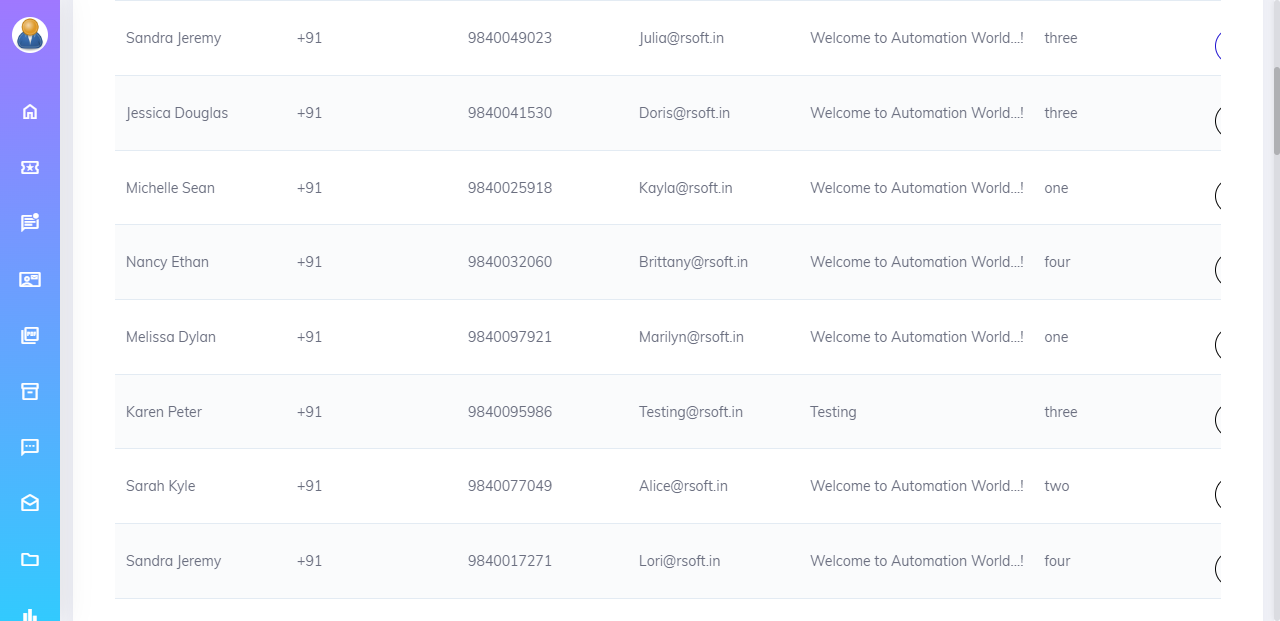 Sandra Jeremy +91 9840049023 Julia@rsoft.in Welcome to Automation World...! three
Jessica Douglas +91 9840041530 Doris@rsoft.in Welcome to Automation World...! three
Michelle Sean +91 9840025918 Kayla@rsoft.in Welcome to Automation World...! one
Nancy Ethan +91 9840032060 Brittany@rsoft.in Welcome to Automation World...! four
Melissa Dylan +91 9840097921 Marilyn@rsoft.in Welcome to Automation World...! one
Karen Peter +91 9840095986 Testing@rsoft.in Testing three
Sarah Kyle +91 9840077049 Alice@rsoft.in Welcome to Automation World...! two
Sandra Jeremy +91 9840017271 Lori@rsoft.in Welcome to Automation World...! four